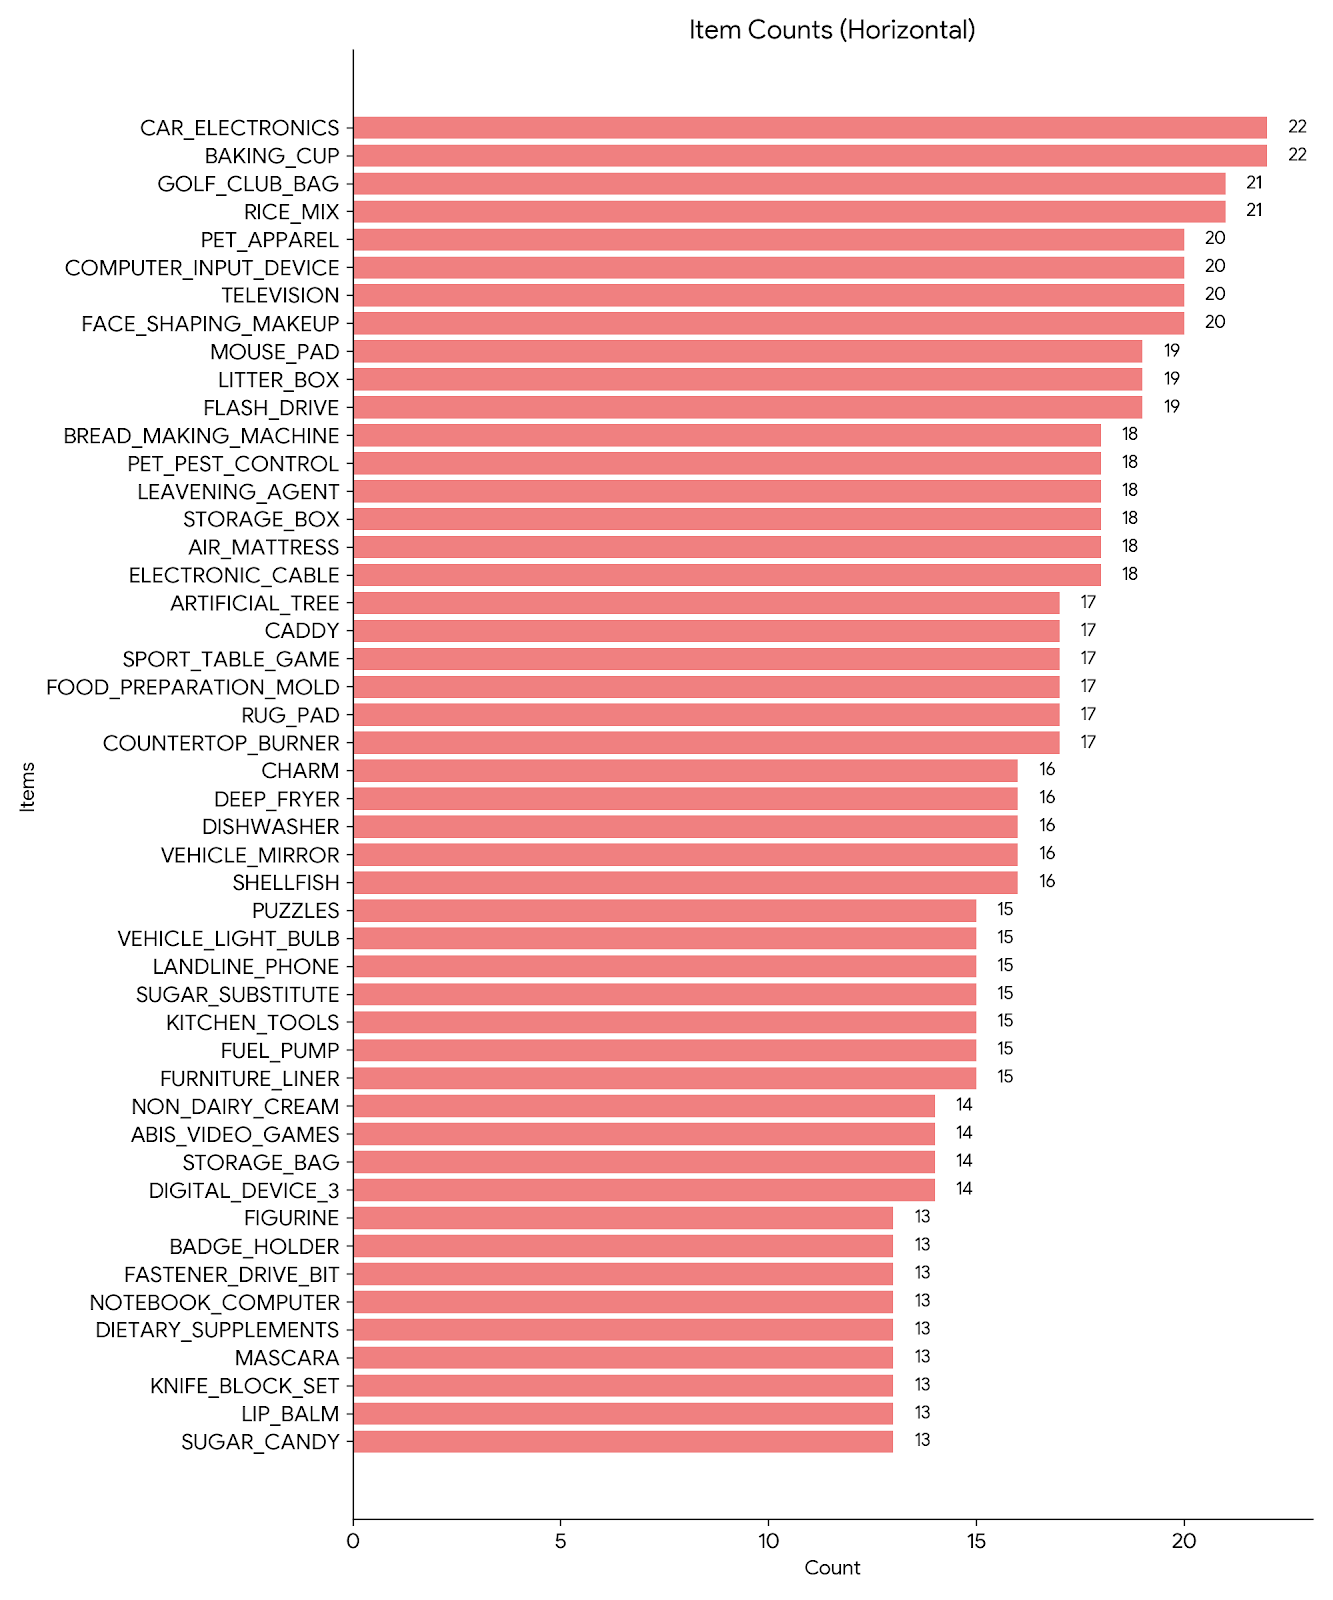 Item Counts (Horizontal)
CAR_ELECTRONICS 22
BAKING_CUP 22
GOLF_CLUB_BAG 21
RICE_MIX 21
PET_APPAREL 20
COMPUTER_INPUT_DEVICE 20
TELEVISION 20
FACE_SHAPING_MAKEUP 20
MOUSE_PAD 19
LITTER_BOX 19
FLASH_DRIVE 19
BREAD_MAKING_MACHINE 18
PET_PEST_CONTROL 18
LEAVENING_AGENT 18
STORAGE_BOX 18
AIR_MATTRESS 18
ELECTRONIC_CABLE 18
ARTIFICIAL_TREE 17
CADDY 17
SPORT_TABLE_GAME 17
FOOD_PREPARATION_MOLD 17
RUG_PAD 17
COUNTERTOP_BURNER 17
CHARM 16
DEEP_FRYER 16
DISHWASHER 16
VEHICLE_MIRROR 16
SHELLFISH 16
PUZZLES 15
VEHICLE_LIGHT_BULB 15
LANDLINE_PHONE 15
SUGAR_SUBSTITUTE 15
KITCHEN_TOOLS 15
FUEL_PUMP 15
FURNITURE_LINER 15
NON_DAIRY_CREAM 14
ABIS_VIDEO_GAMES 14
STORAGE_BAG 14
DIGITAL_DEVICE_3 14
FIGURINE 13
BADGE_HOLDER 13
FASTENER_DRIVE_BIT 13
NOTEBOOK_COMPUTER 13
DIETARY_SUPPLEMENTS 13
MASCARA 13
KNIFE_BLOCK_SET 13
LIP_BALM 13
SUGAR_CANDY 13
Items
0 5 10 15 20
Count